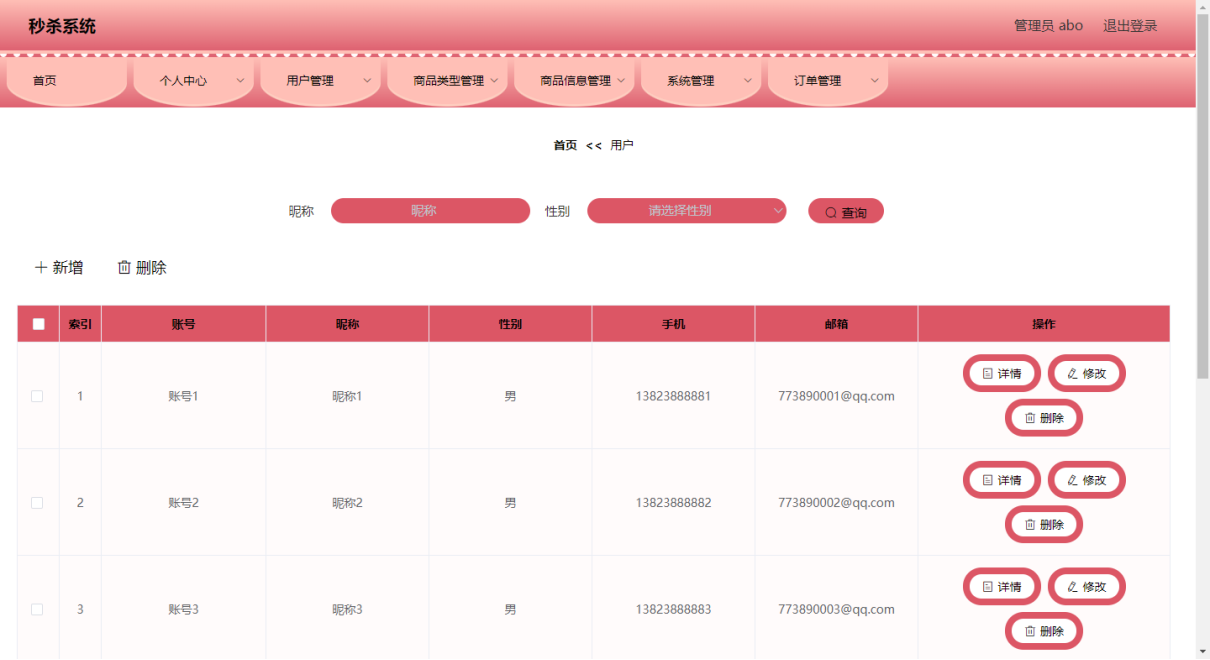 秒杀系统 管理员 abo 退出登录
首页 个人中心 用户管理 商品类型管理 商品信息管理 系统管理 订单管理
首页 << 用户
昵称 昵称 性别 请选择性别 查询
新增 删除
索引 账号 昵称 性别 手机 邮箱 操作
详情 修改
1 账号1 昵称1 男 13823888881 773890001@qq.com
删除
详情 修改
2 账号2 昵称2 男 13823888882 773890002@qq.com
删除
详情 修改
3 账号3 昵称3 男 13823888883 773890003@qq.com
删除